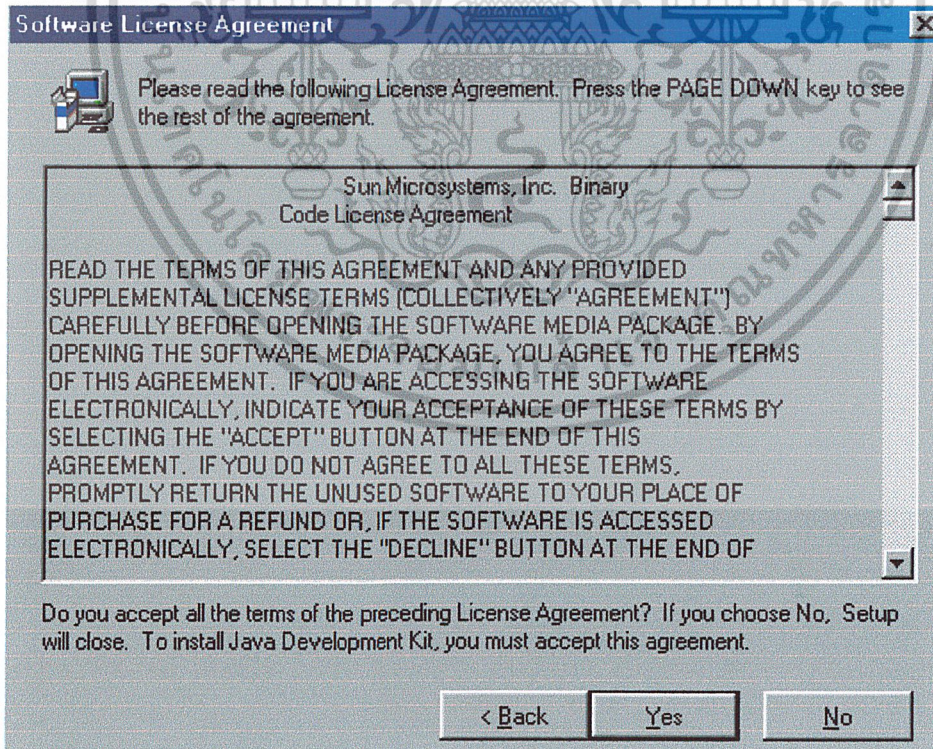 Software License Agreement
Please read the following License Agreement. Press the PAGE DOWN key to see
the rest of the agreement.
Sun Microsystems, Inc. Binary
Code License Agreement
READ THE TERMS OF THIS AGREEMENT AND ANY PROVIDED
SUPPLEMENTAL LICENSE TERMS (COLLECTIVELY "AGREEMENT")
CAREFULLY BEFORE OPENING THE SOFTWARE MEDIA PACKAGE. BY
OPENING THE SOFTWARE MEDIA PACKAGE, YOU AGREE TO THE TERMS
OF THIS AGREEMENT. IF YOU ARE ACCESSING THE SOFTWARE
ELECTRONICALLY, INDICATE YOUR ACCEPTANCE OF THESE TERMS BY
SELECTING THE "ACCEPT" BUTTON AT THE END OF THIS
AGREEMENT. IF YOU DO NOT AGREE TO ALL THESE TERMS,
PROMPTLY RETURN THE UNUSED SOFTWARE TO YOUR PLACE OF
PURCHASE FOR A REFUND OR, IF THE SOFTWARE IS ACCESSED
ELECTRONICALLY, SELECT THE "DECLINE" BUTTON AT THE END OF
Do you accept all the terms of the preceding License Agreement? If you choose No, Setup
will close. To install Java Development Kit, you must accept this agreement.
< Back
Yes
No